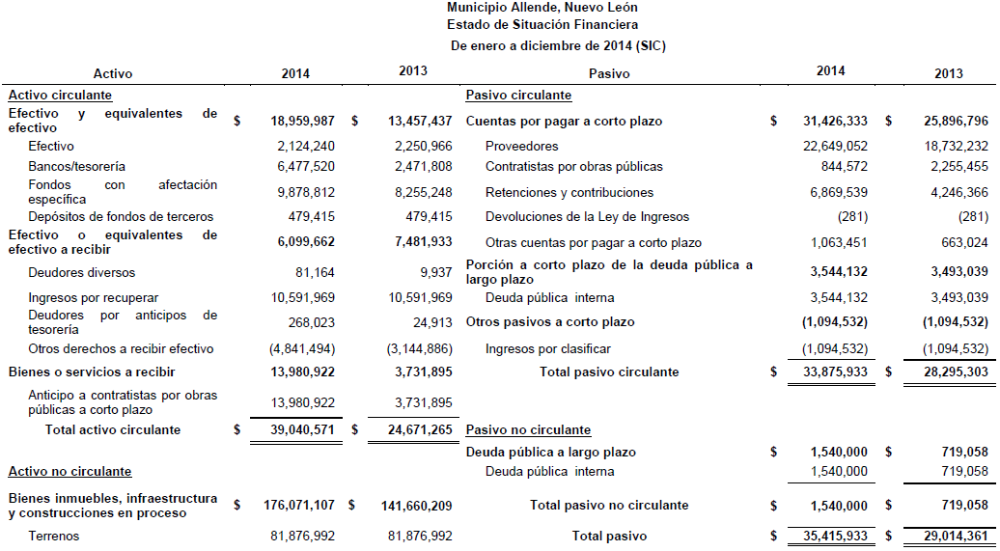 Municipio Allende, Nuevo León
Estado de Situación Financiera
De enero a diciembre de 2014 (SIC)
Activo 2014 2013 Pasivo 2014 2013
Activo circulante Pasivo circulante
Efectivo y equivalentes de
efectivo $ 18,959,987 $ 13,457,437 Cuentas por pagar a corto plazo $ 31,426,333 $ 25,896,796
Efectivo 2,124,240 2,250,966 Proveedores 22,649,052 18,732,232
Bancos/tesorería 6,477,520 2,471,808 Contratistas por obras públicas 844,572 2,255,455
Fondos con afectación
específica 9,878,812 8,255,248 Retenciones y contribuciones 6,869,539 4,246,366
Depósitos de fondos de terceros 479,415 479,415 Devoluciones de la Ley de Ingresos (281) (281)
Efectivo o equivalentes de
efectivo a recibir 6,099,662 7,481,933 Otras cuentas por pagar a corto plazo 1,063,451 663,024
Deudores diversos 81,164 9,937 Porción a corto plazo de la deuda pública a
largo plazo 3,544,132 3,493,039
Ingresos por recuperar 10,591,969 10,591,969 Deuda pública interna 3,544,132 3,493,039
Deudores por anticipos de
tesorería 268,023 24,913 Otros pasivos a corto plazo (1,094,532) (1,094,532)
Otros derechos a recibir efectivo (4,841,494) (3,144,886) Ingresos por clasificar (1,094,532) (1,094,532)
Bienes o servicios a recibir 13,980,922 3,731,895 Total pasivo circulante $ 33,875,933 $ 28,295,303
Anticipo a contratistas por obras
públicas a corto plazo 13,980,922 3,731,895
Total activo circulante $ 39,040,571 $ 24,671,265 Pasivo no circulante
Deuda pública a largo plazo $ 1,540,000 $ 719,058
Activo no circulante Deuda pública interna 1,540,000 719,058
Bienes inmuebles, infraestructura
y construcciones en proceso $ 176,071,107 $ 141,660,209 Total pasivo no circulante $ 1,540,000 $ 719,058
Terrenos 81,876,992 81,876,992 Total pasivo $ 35,415,933 $ 29,014,361